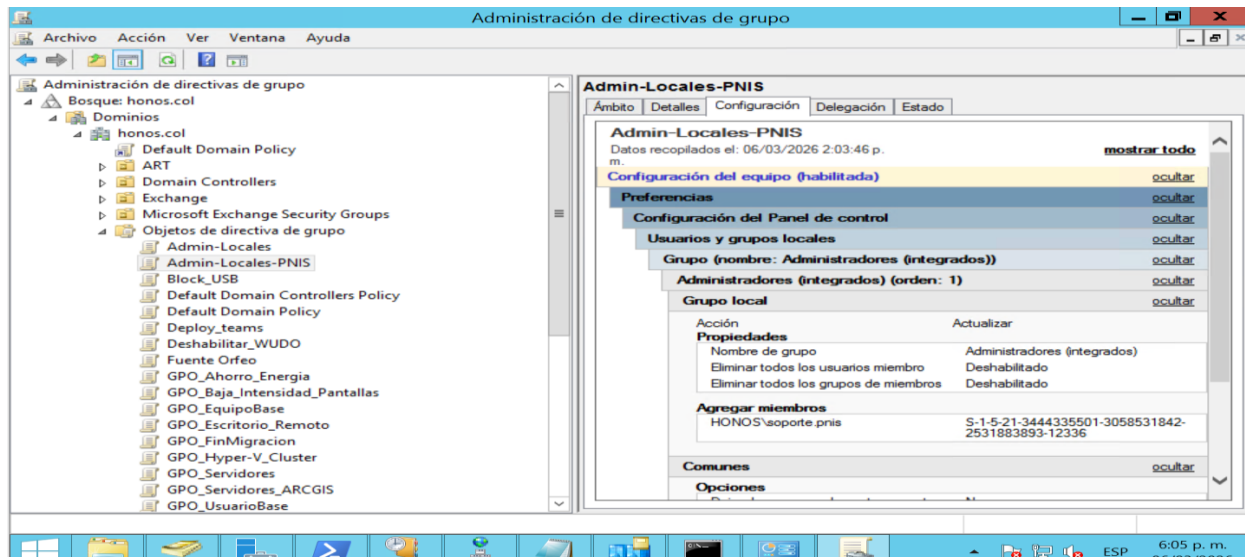 Administración de directivas de grupo
Archivo Acción Ver Ventana Ayuda
Administración de directivas de grupo
Bosque: honos.col
Dominios
honos.col
Default Domain Policy
ART
Domain Controllers
Exchange
Microsoft Exchange Security Groups
Objetos de directiva de grupo
Admin-Locales
Admin-Locales-PNIS
Block_USB
Default Domain Controllers Policy
Default Domain Policy
Deploy_teams
Deshabilitar_WUDO
Fuente Orfeo
GPO_Ahorro_Energia
GPO_Baja_Intensidad_Pantallas
GPO_EquipoBase
GPO_Escritorio_Remoto
GPO_FinMigracion
GPO_Hyper-V_Cluster
GPO_Servidores
GPO_Servidores_ARCGIS
GPO_UsuarioBase
Admin-Locales-PNIS
Ámbito Detalles Configuración Delegación Estado
Admin-Locales-PNIS
Datos recopilados el: 06/03/2026 2:03:46 p. mostrar todo
m.
Configuración del equipo (habilitada) ocultar
Preferencias ocultar
Configuración del Panel de control ocultar
Usuarios y grupos locales ocultar
Grupo (nombre: Administradores (integrados)) ocultar
Administradores (integrados) (orden: 1) ocultar
Grupo local ocultar
Acción Actualizar
Propiedades
Nombre de grupo Administradores (integrados)
Eliminar todos los usuarios miembro Deshabilitado
Eliminar todos los grupos de miembros Deshabilitado
Agregar miembros
HONOS\soporte.pnis S-1-5-21-3444335501-3058531842-
2531883893-12336
Comunes ocultar
Opciones
ESP 6:05 p. m.